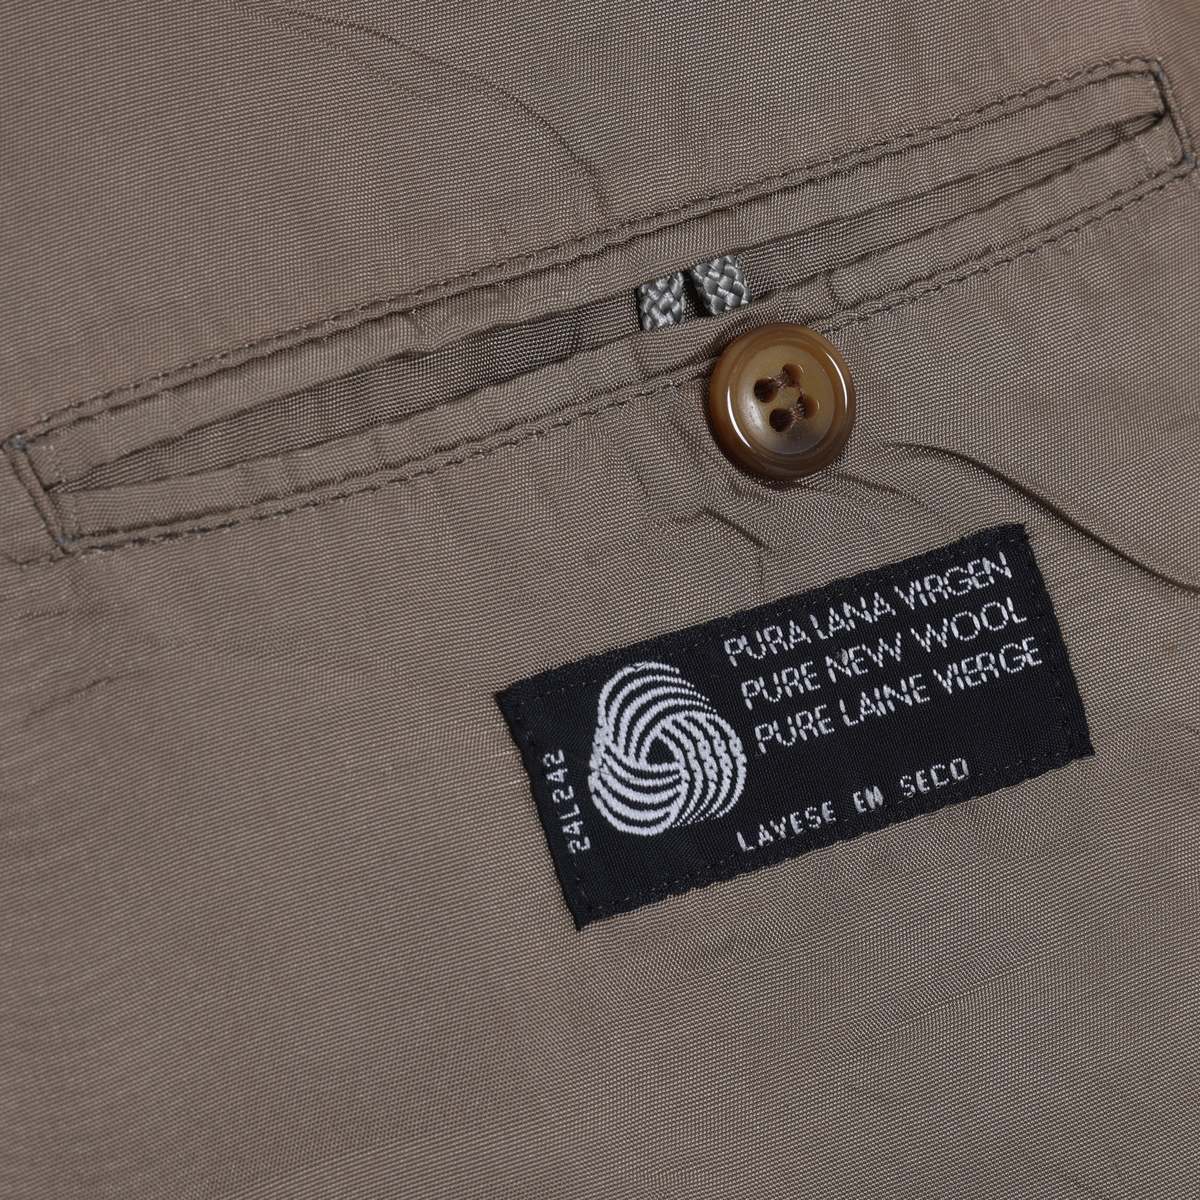 PURA LANA VIRGEN
PURE NEW WOOL
PURE LAINE VIERGE
LAVESE EN SECO
24L242